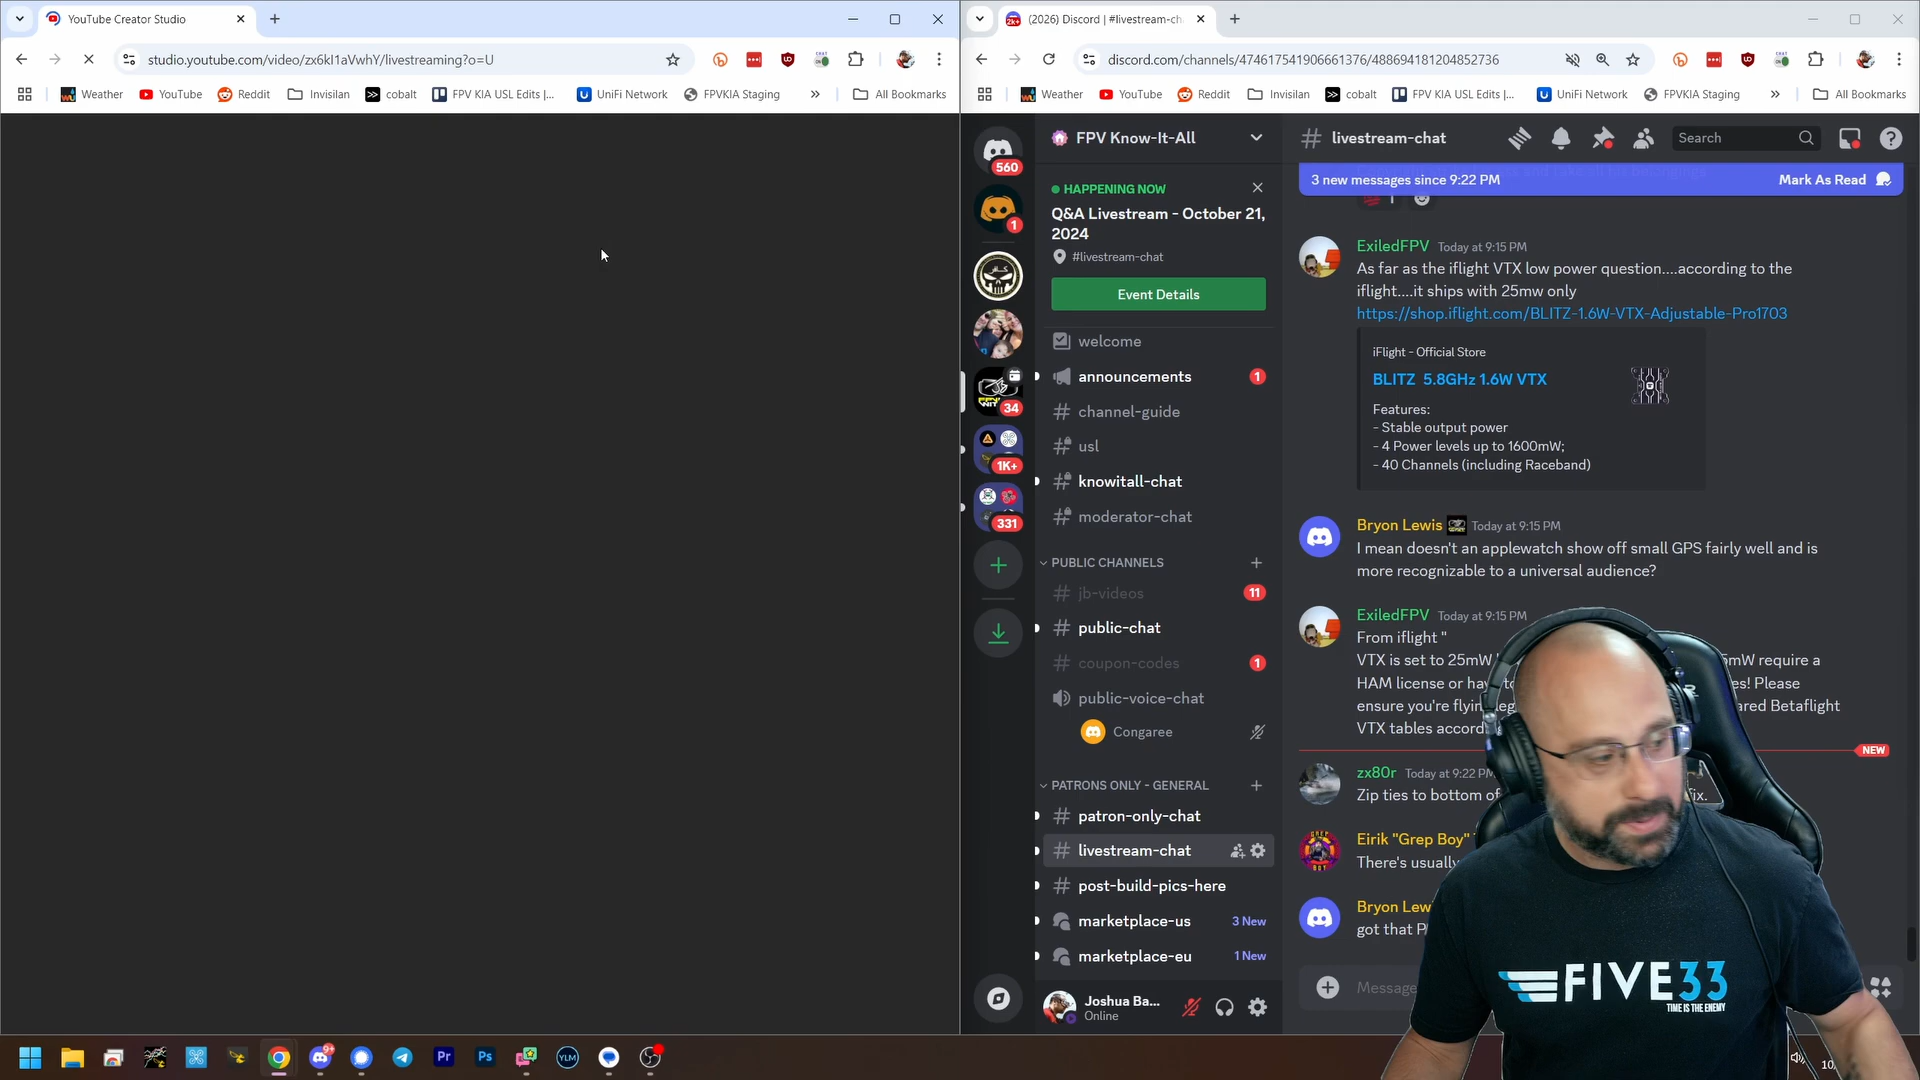 YouTube Creator Studio
studio.youtube.com/video/zx6kI1aVwhY/livestreaming?o=U
Weather
YouTube
Reddit
Invisilan
cobalt
FPV KIA USL Edits |...
UniFi Network
FPVKIA Staging
All Bookmarks
(2026) Discord | #livestream-ch
discord.com/channels/474617541906661376/488694181204852736
Weather
YouTube
Reddit
Invisilan
cobalt
FPV KIA USL Edits |...
UniFi Network
FPVKIA Staging
All Bookmarks
560
1
34
1K+
331
FPV Know-It-All
HAPPENING NOW
Q&A Livestream - October 21,
2024
#livestream-chat
Event Details
welcome
announcements 1
channel-guide
usl
knowitall-chat
moderator-chat
PUBLIC CHANNELS
jb-videos 11
public-chat
coupon-codes 1
public-voice-chat
Congaree
PATRONS ONLY - GENERAL
patron-only-chat
livestream-chat
post-build-pics-here
marketplace-us 3 New
marketplace-eu 1 New
Joshua Ba...
Online
livestream-chat
Search
3 new messages since 9:22 PM
Mark As Read
1
ExiledFPV Today at 9:15 PM
As far as the iflight VTX low power question....according to the
iflight....it ships with 25mw only
https://shop.iflight.com/BLITZ-1.6W-VTX-Adjustable-Pro1703
iFlight - Official Store
BLITZ 5.8GHz 1.6W VTX
Features:
- Stable output power
- 4 Power levels up to 1600mW;
- 40 Channels (including Raceband)
Bryon Lewis Today at 9:15 PM
I mean doesn't an applewatch show off small GPS fairly well and is
more recognizable to a universal audience?
ExiledFPV Today at 9:15 PM
From iflight "
VTX is set to 25mW require a
HAM license or
ensure you're Betaflight
VTX tables
NEW
zx80r Today at 9:22 PM
Zip ties to bottom fix.
Eirik "Grep Boy"
There's usually
Bryon
got that
Message
FIVE33
TIME IS THE ENEMY
9+
Pr
Ps
YLM